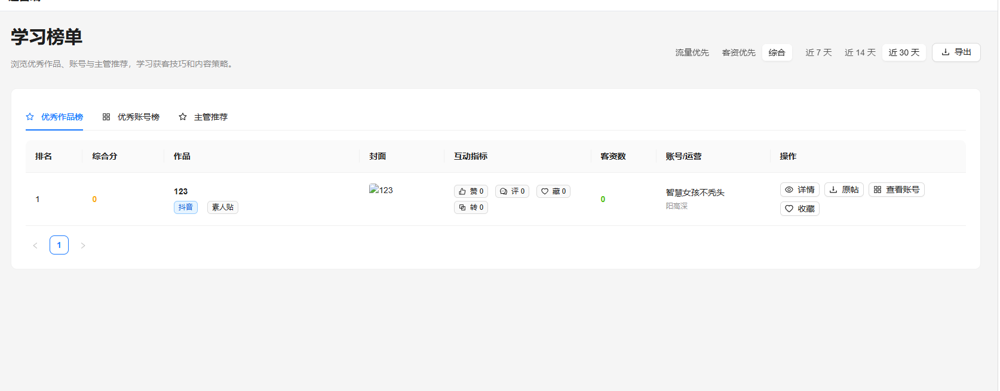 学习榜单
浏览优秀作品、账号与主管推荐，学习获客技巧和内容策略。
流量优先 客资优先 综合 近 7 天 近 14 天 近 30 天 导出
优秀作品榜 优秀账号榜 主管推荐
排名 综合分 作品 封面 互动指标 客资数 账号/运营 操作
1 0 123 抖音 素人贴 123 赞 0 评 0 藏 0 转 0 0 智慧女孩不秃头 阳高深 详情 原帖 查看账号 收藏
< 1 >